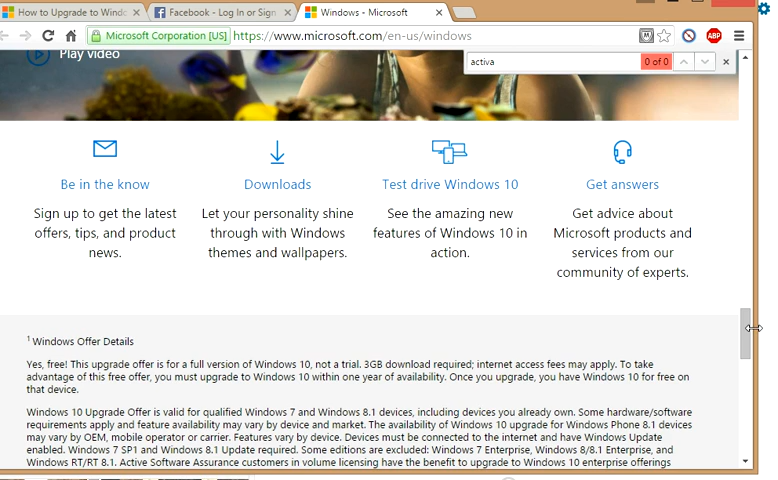 How to Upgrade to Windo
Facebook - Log In or Sign
Windows - Microsoft
Microsoft Corporation [US]
https://www.microsoft.com/en-us/windows
ABP
Play video
activa
0 of 0
Be in the know
Sign up to get the latest
offers, tips, and product
news.
Downloads
Let your personality shine
through with Windows
themes and wallpapers.
Test drive Windows 10
See the amazing new
features of Windows 10 in
action.
Get answers
Get advice about
Microsoft products and
services from our
community of experts.
1 Windows Offer Details
Yes, free! This upgrade offer is for a full version of Windows 10, not a trial. 3GB download required; internet access fees may apply. To take
advantage of this free offer, you must upgrade to Windows 10 within one year of availability. Once you upgrade, you have Windows 10 for free on
that device.
Windows 10 Upgrade Offer is valid for qualified Windows 7 and Windows 8.1 devices, including devices you already own. Some hardware/software
requirements apply and feature availability may vary by device and market. The availability of Windows 10 upgrade for Windows Phone 8.1 devices
may vary by OEM, mobile operator or carrier. Features vary by device. Devices must be connected to the internet and have Windows Update
enabled. Windows 7 SP1 and Windows 8.1 Update required. Some editions are excluded: Windows 7 Enterprise, Windows 8/8.1 Enterprise, and
Windows RT/RT 8.1. Active Software Assurance customers in volume licensing have the benefit to upgrade to Windows 10 enterprise offerings